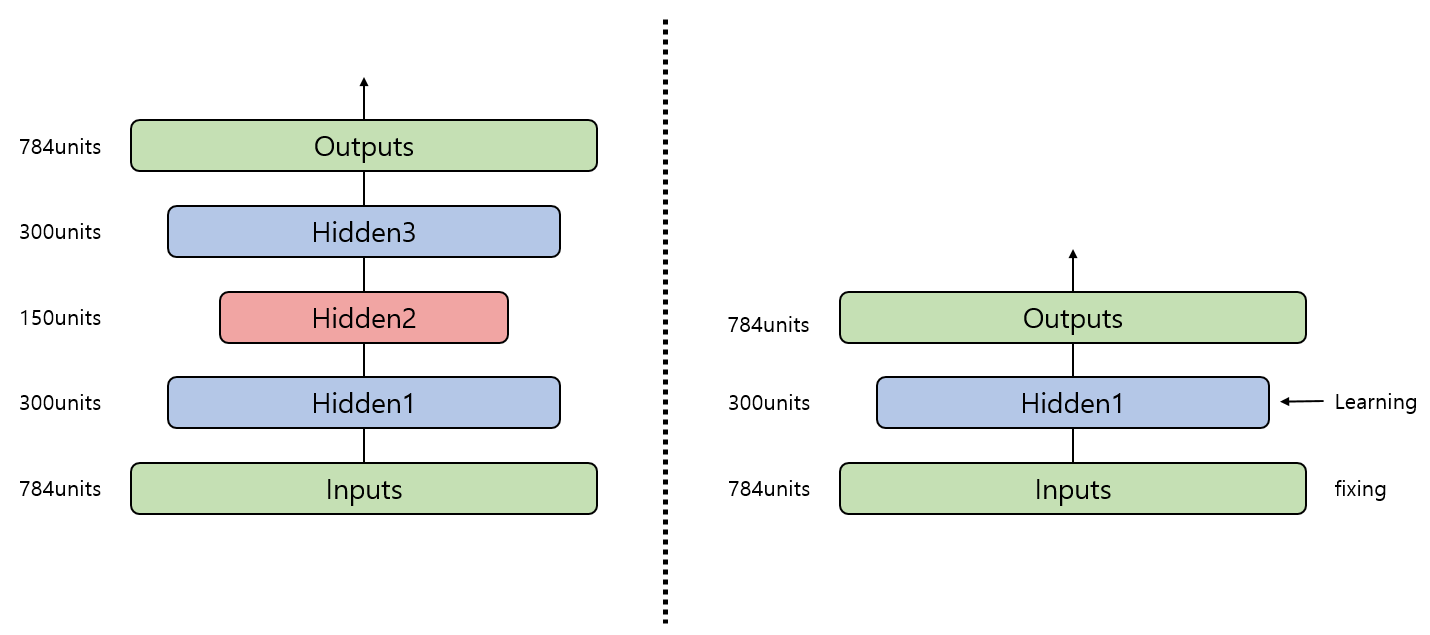 784units
Outputs
300units
Hidden3
150units
Hidden2
300units
Hidden1
784units
Inputs
784units
Outputs
300units
Hidden1
Learning
784units
Inputs
fixing